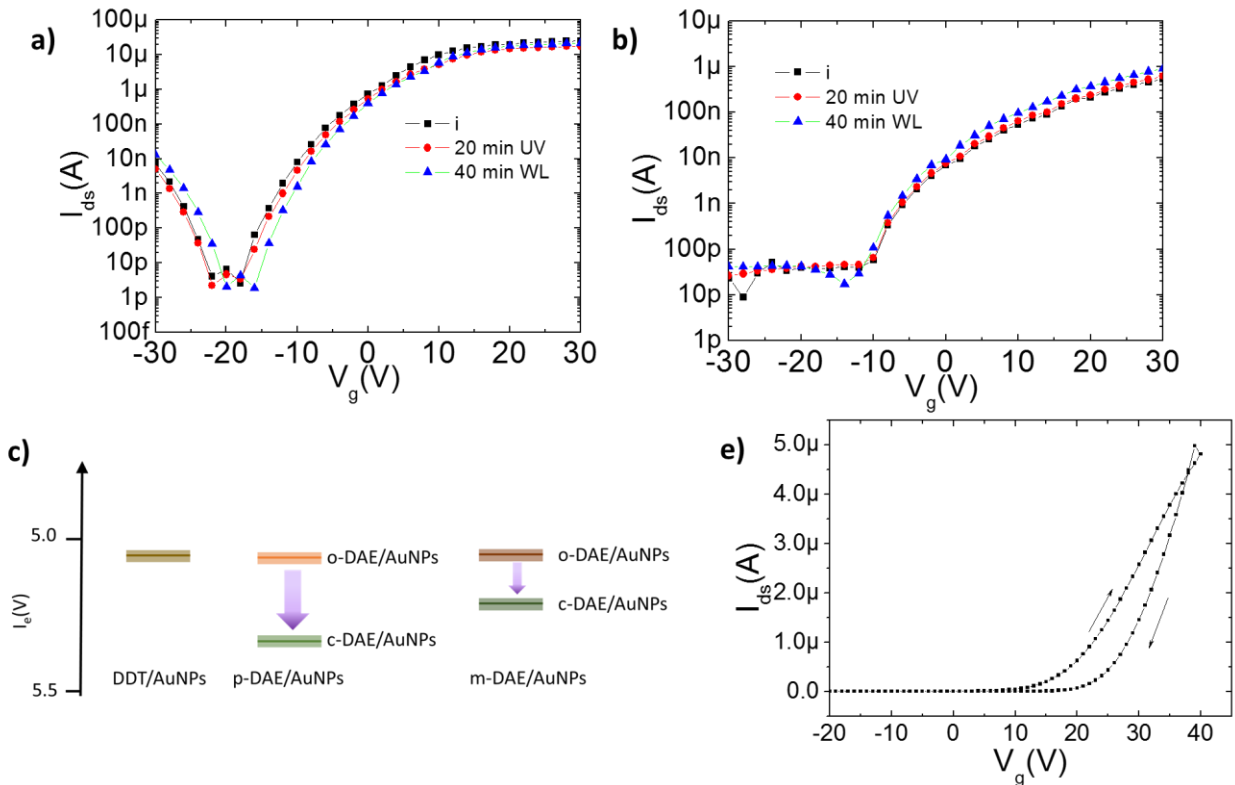 a)
100µ
10µ
1µ
100n
10n
1n
100p
10p
1p
100f
I_ds(A)
i
20 min UV
40 min WL
-30 -20 -10 0 10 20 30
V_g(V)
b)
10µ
1µ
100n
10n
1n
100p
10p
1p
I_ds(A)
i
20 min UV
40 min WL
-30 -20 -10 0 10 20 30
V_g(V)
c)
5.0
5.5
I_e(V)
o-DAE/AuNPs
c-DAE/AuNPs
o-DAE/AuNPs
c-DAE/AuNPs
DDT/AuNPs
p-DAE/AuNPs
m-DAE/AuNPs
e)
5.0µ
4.0µ
3.0µ
2.0µ
1.0µ
0.0
I_ds(A)
-20 -10 0 10 20 30 40
V_g(V)